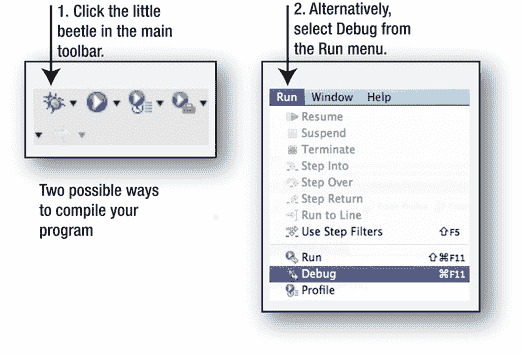 1. Click the little
beetle in the main
toolbar.
2. Alternatively,
select Debug from
the Run menu.
Two possible ways
to compile your
program
Run Window Help
Resume
Suspend
Terminate
Step Into
Step Over
Step Return
Run to Line
Use Step Filters ⇧F5
Run ⇧⌘F11
Debug ⌘F11
Profile